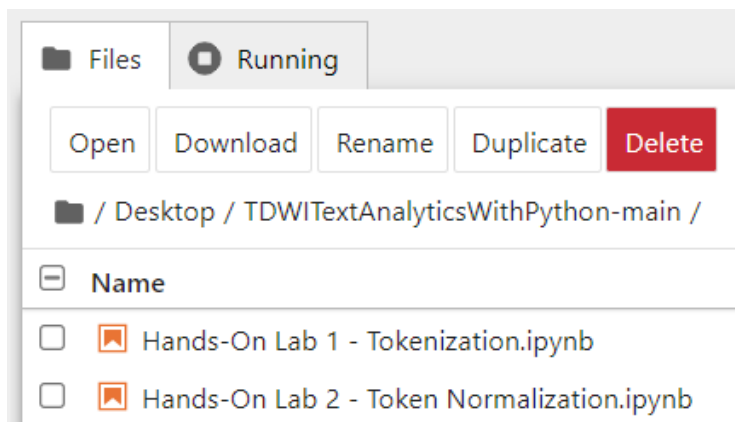 Files Running
Open Download Rename Duplicate Delete
/ Desktop / TDWITextAnalyticsWithPython-main /
Name
Hands-On Lab 1 - Tokenization.ipynb
Hands-On Lab 2 - Token Normalization.ipynb